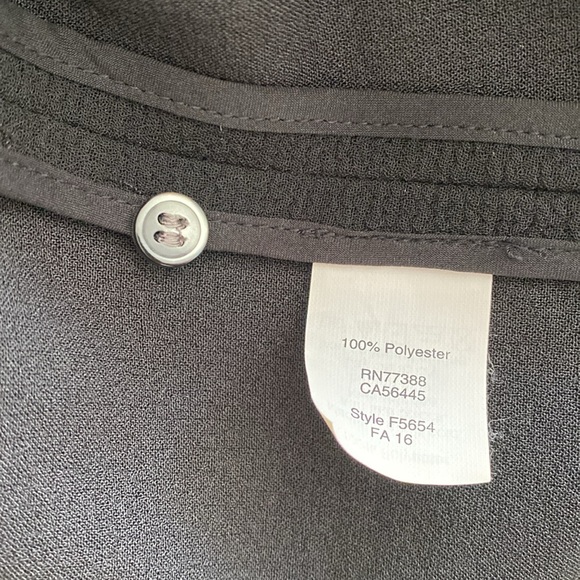 100% Polyester
RN77388
CA56445
Style F5654
FA 16